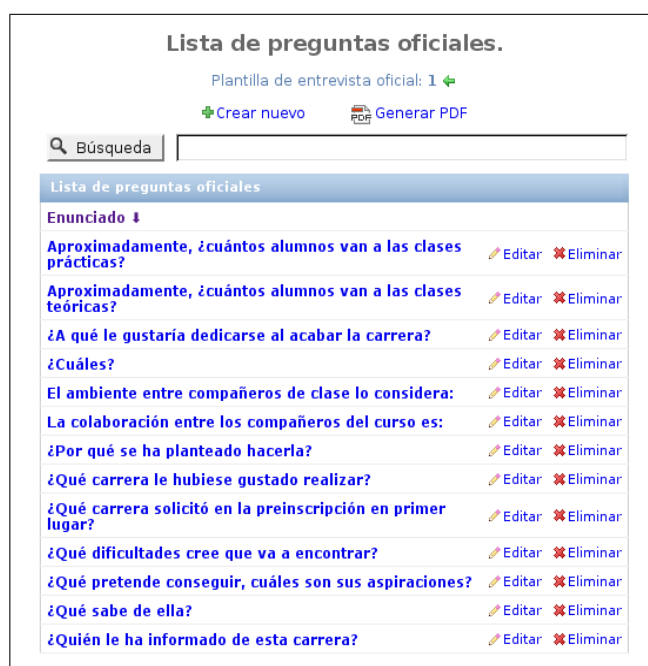 Lista de preguntas oficiales.
Plantilla de entrevista oficial: 1
Crear nuevo PDF Generar PDF
Búsqueda
Lista de preguntas oficiales
Enunciado
Aproximadamente, ¿cuántos alumnos van a las clases
prácticas? Editar Eliminar
Aproximadamente, ¿cuántos alumnos van a las clases
teóricas? Editar Eliminar
¿A qué le gustaría dedicarse al acabar la carrera? Editar Eliminar
¿Cuáles? Editar Eliminar
El ambiente entre compañeros de clase lo considera: Editar Eliminar
La colaboración entre los compañeros del curso es: Editar Eliminar
¿Por qué se ha planteado hacerla? Editar Eliminar
¿Qué carrera le hubiese gustado realizar? Editar Eliminar
¿Qué carrera solicitó en la preinscripción en primer
lugar? Editar Eliminar
¿Qué dificultades cree que va a encontrar? Editar Eliminar
¿Qué pretende conseguir, cuáles son sus aspiraciones? Editar Eliminar
¿Qué sabe de ella? Editar Eliminar
¿Quién le ha informado de esta carrera? Editar Eliminar